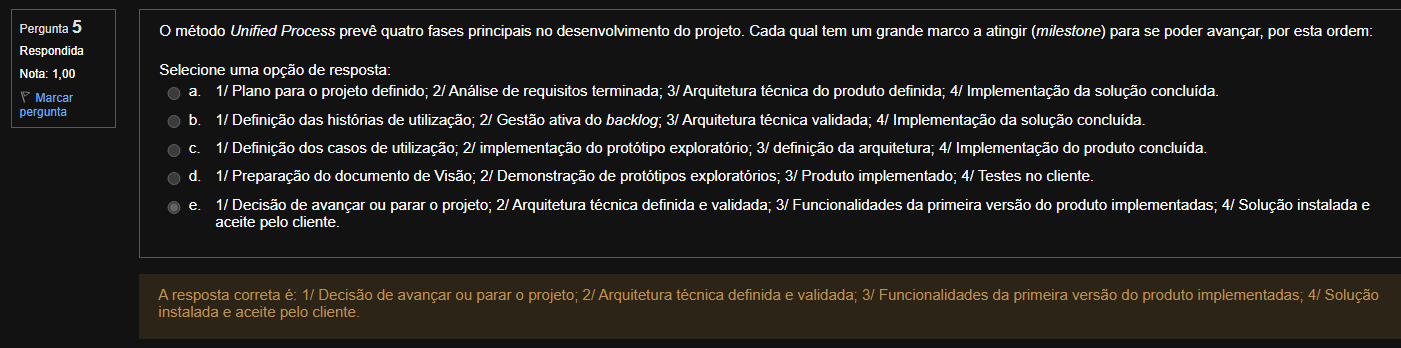 Pergunta 5
Respondida
Nota: 1,00
Marcar
pergunta
O método Unified Process prevê quatro fases principais no desenvolvimento do projeto. Cada qual tem um grande marco a atingir (milestone) para se poder avançar, por esta ordem:
Selecione uma opção de resposta:
a. 1/ Plano para o projeto definido; 2/ Análise de requisitos terminada; 3/ Arquitetura técnica do produto definida; 4/ Implementação da solução concluída.
b. 1/ Definição das histórias de utilização; 2/ Gestão ativa do backlog; 3/ Arquitetura técnica validada; 4/ Implementação da solução concluída.
c. 1/ Definição dos casos de utilização; 2/ implementação do protótipo exploratório; 3/ definição da arquitetura; 4/ Implementação do produto concluída.
d. 1/ Preparação do documento de Visão; 2/ Demonstração de protótipos exploratórios; 3/ Produto implementado; 4/ Testes no cliente.
e. 1/ Decisão de avançar ou parar o projeto; 2/ Arquitetura técnica definida e validada; 3/ Funcionalidades da primeira versão do produto implementadas; 4/ Solução instalada e
aceite pelo cliente.
A resposta correta é: 1/ Decisão de avançar ou parar o projeto; 2/ Arquitetura técnica definida e validada; 3/ Funcionalidades da primeira versão do produto implementadas; 4/ Solução
instalada e aceite pelo cliente.